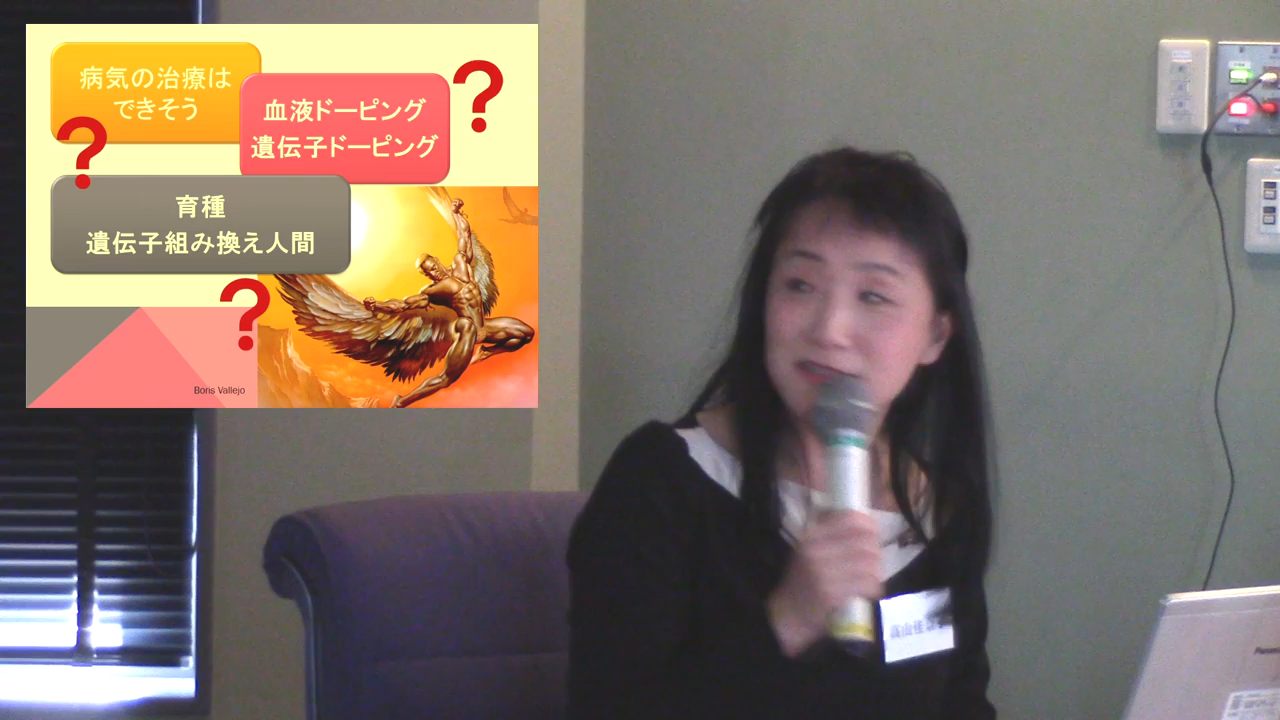 病気の治療は
できそう
?
血液ドーピング
遺伝子ドーピング
?
育種
遺伝子組み換え人間
?
Boris Vallejo